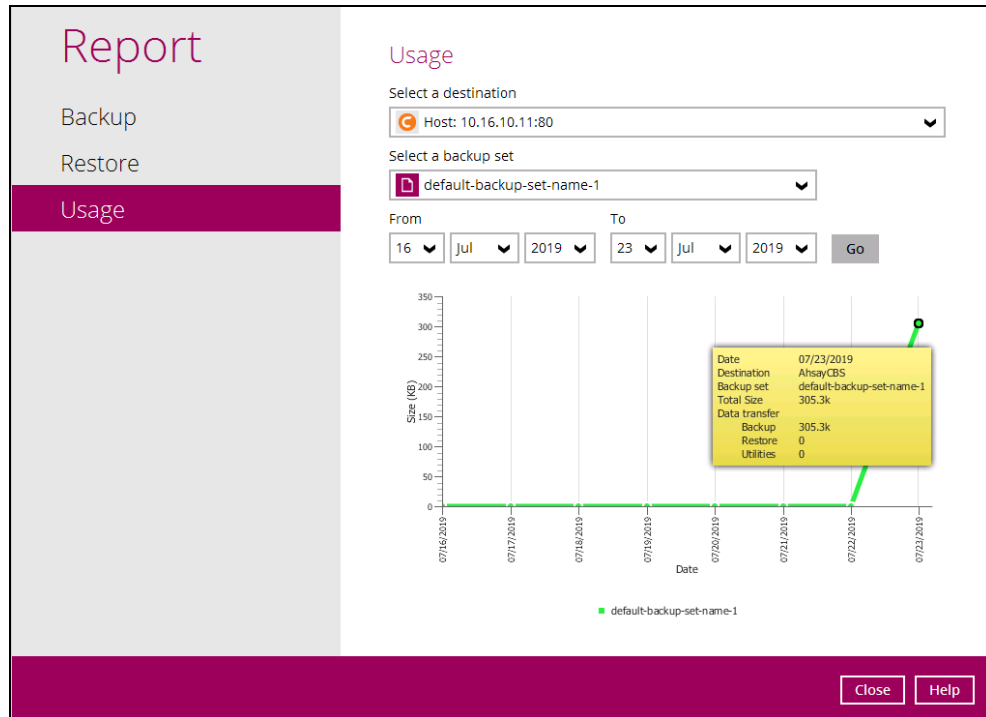 Report
Backup
Restore
Usage
Usage
Select a destination
Host: 10.16.10.11:80
Select a backup set
default-backup-set-name-1
From To
16 Jul 2019 23 Jul 2019 Go
350
300
250
200
150
100
50
0
Size (KB)
Date 07/23/2019
Destination AhsayCBS
Backup set default-backup-set-name-1
Total Size 305.3k
Data transfer
Backup 305.3k
Restore 0
Utilities 0
07/16/2019 07/17/2019 07/18/2019 07/19/2019 07/20/2019 07/21/2019 07/22/2019 07/23/2019
Date
default-backup-set-name-1
Close Help